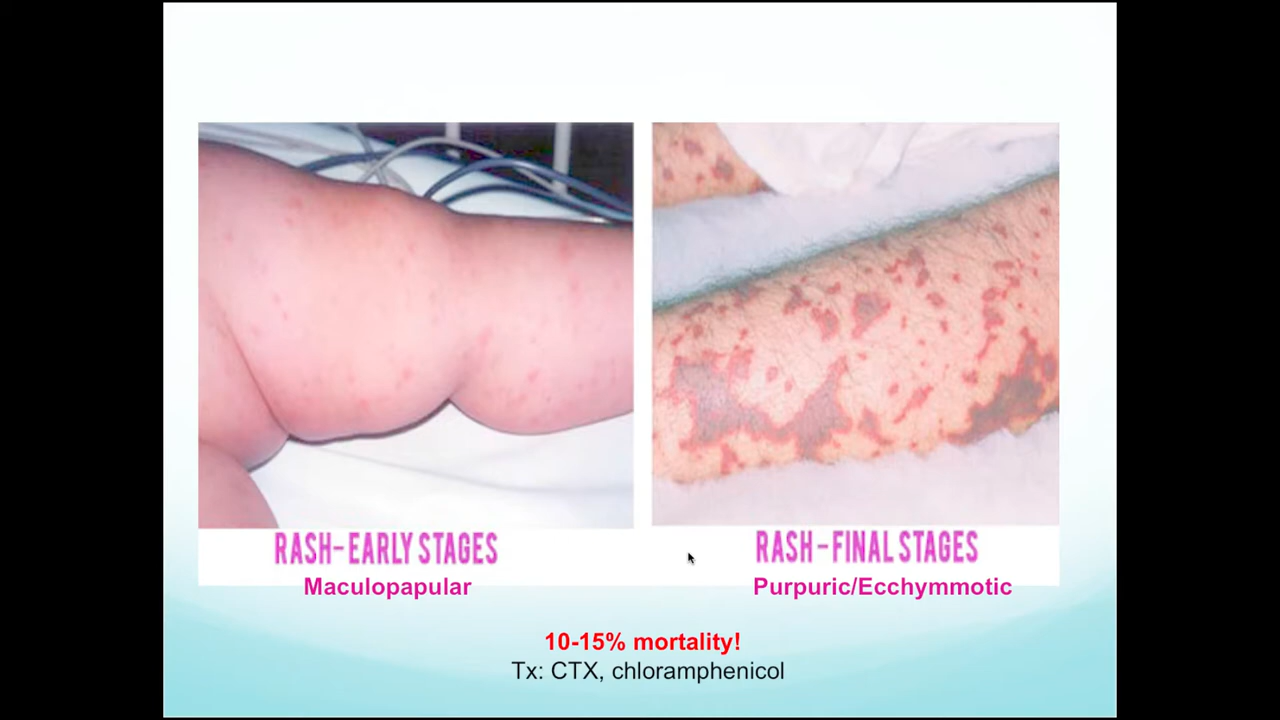 RASH-EARLY STAGES
Maculopapular
RASH-FINAL STAGES
Purpuric/Ecchymmotic
10-15% mortality!
Tx: CTX, chloramphenicol